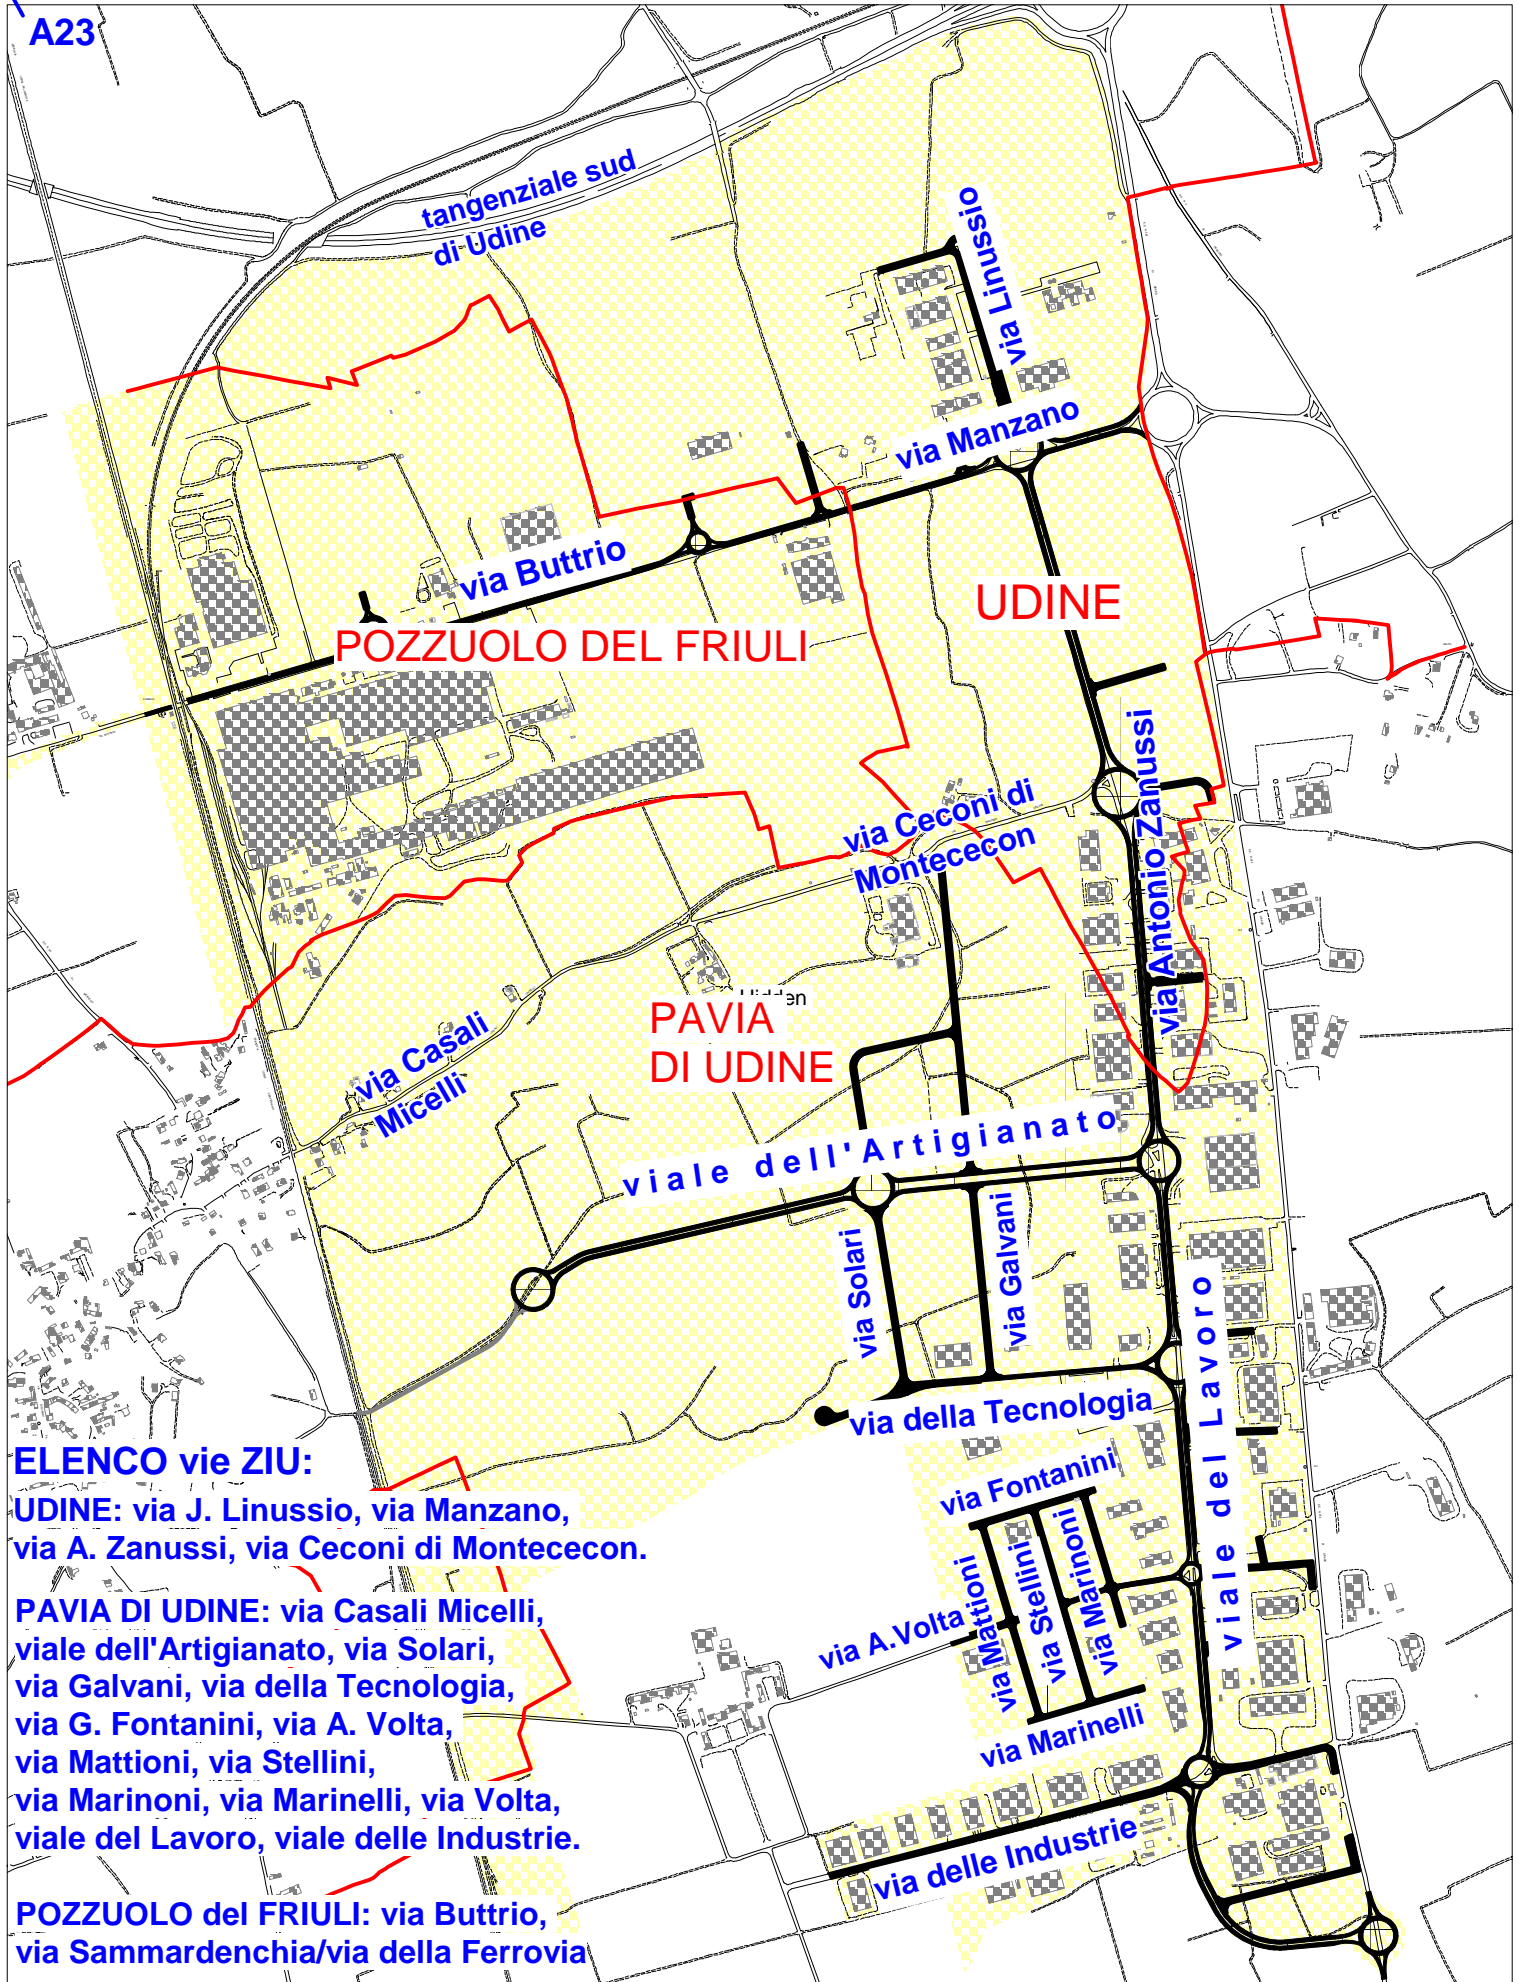 A23
tangenziale sud
di Udine
via Linussio
via Manzano
via Buttrio
UDINE
POZZUOLO DEL FRIULI
via Antonio Zanussi
via Ceconi di
Montececon
PAVIA
DI UDINE
via Casali
Micelli
viale dell'Artigianato
via Solari
via Galvani
viale del Lavoro
via della Tecnologia
via Fontanini
via Mattioni
via Stellini
via Marinoni
via A.Volta
via Marinelli
via delle Industrie
ELENCO vie ZIU:
UDINE: via J. Linussio, via Manzano,
via A. Zanussi, via Ceconi di Montececon.
PAVIA DI UDINE: via Casali Micelli,
viale dell'Artigianato, via Solari,
via Galvani, via della Tecnologia,
via G. Fontanini, via A. Volta,
via Mattioni, via Stellini,
via Marinoni, via Marinelli, via Volta,
viale del Lavoro, viale delle Industrie.
POZZUOLO del FRIULI: via Buttrio,
via Sammardenchia/via della Ferrovia